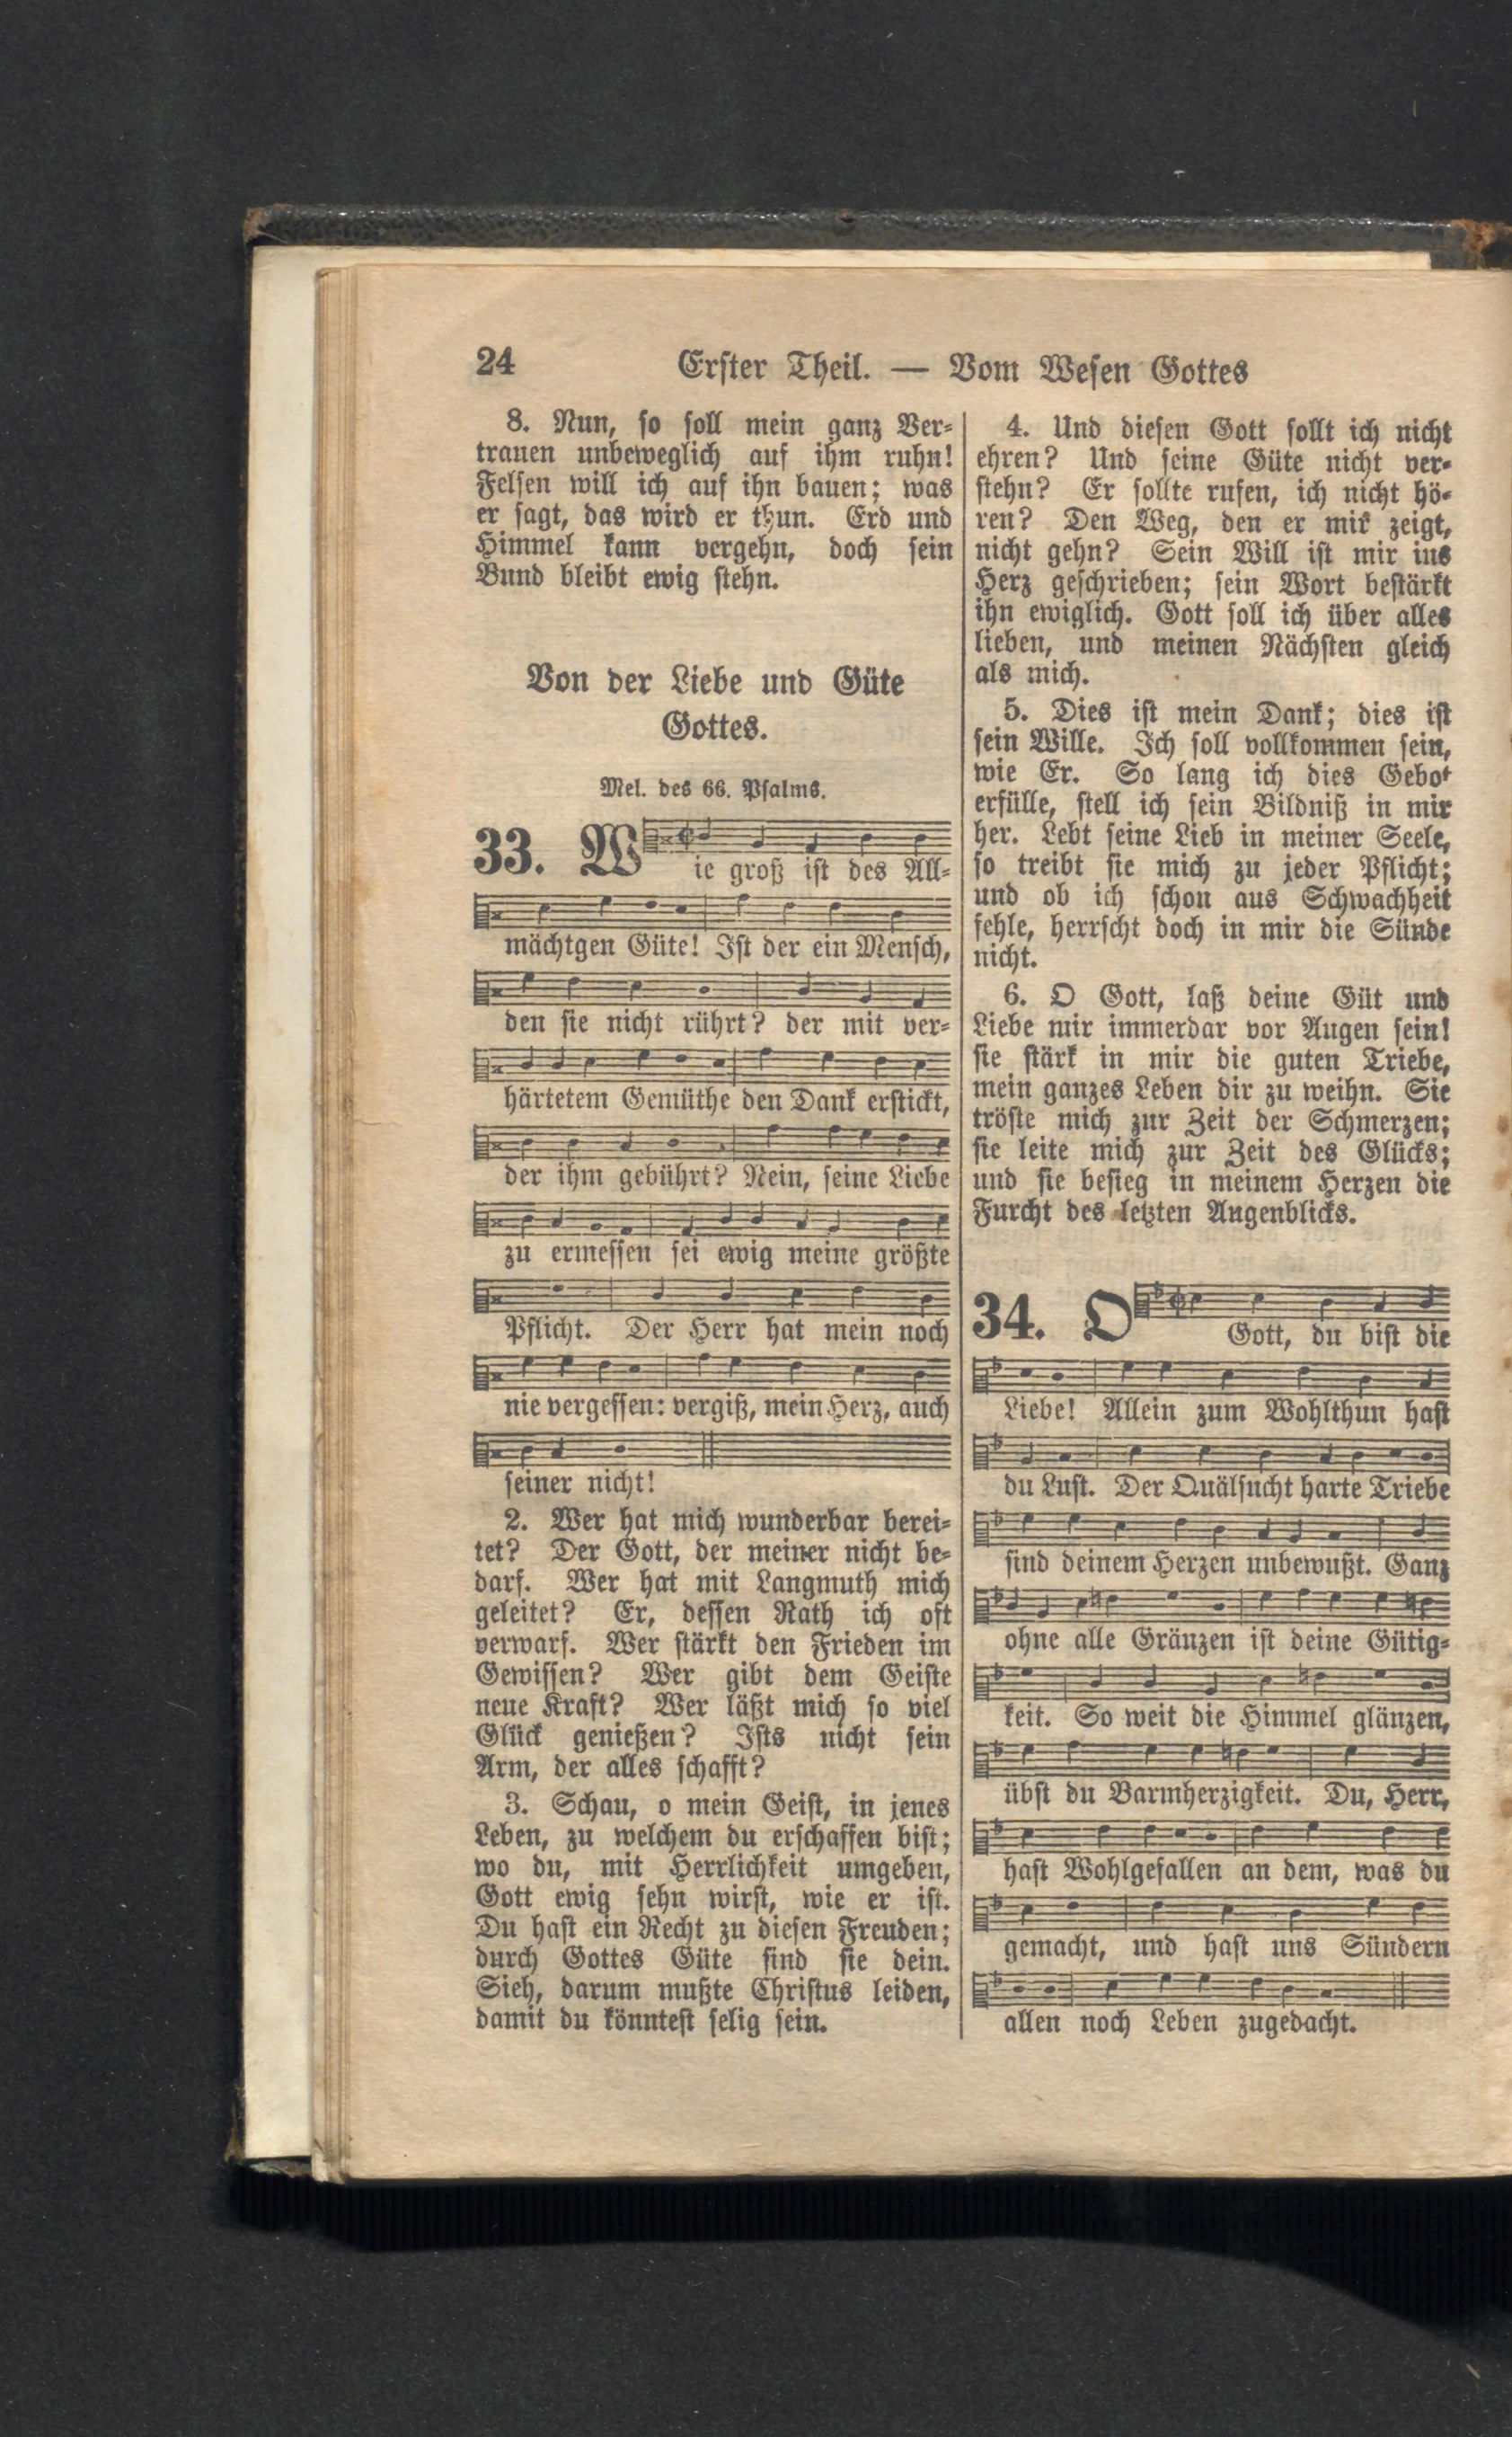 24 Erster Theil. — Vom Wesen Gottes
8. Nun, so soll mein ganz Ver-
trauen unbeweglich auf ihm ruhn!
Felsen will ich auf ihn bauen; was
er sagt, das wird er thun. Erd und
Himmel kann vergehn, doch sein
Bund bleibt ewig stehn.
Von der Liebe und Güte
Gottes.
Mel. des 66. Psalms.
33. Wie groß ist des All-
mächtgen Güte! Ist der ein Mensch,
den sie nicht rührt? der mit ver-
härtetem Gemüthe den Dank erstickt,
der ihm gebührt? Nein, seine Liebe
zu ermessen sei ewig meine größte
Pflicht. Der Herr hat mein noch
nie vergessen: vergiß, mein Herz, auch
seiner nicht!
2. Wer hat mich wunderbar berei-
tet? Der Gott, der meiner nicht be-
darf. Wer hat mit Langmuth mich
geleitet? Er, dessen Rath ich oft
verwarf. Wer stärkt den Frieden im
Gewissen? Wer gibt dem Geiste
neue Kraft? Wer läßt mich so viel
Glück genießen? Ists nicht sein
Arm, der alles schafft?
3. Schau, o mein Geist, in jenes
Leben, zu welchem du erschaffen bist;
wo du, mit Herrlichkeit umgeben,
Gott ewig sehn wirst, wie er ist.
Du hast ein Recht zu diesen Freuden;
durch Gottes Güte sind sie dein.
Sieh, darum mußte Christus leiden,
damit du könntest selig sein.
4. Und diesen Gott sollt ich nicht
ehren? Und seine Güte nicht ver-
stehn? Er sollte rufen, ich nicht hö-
ren? Den Weg, den er mir zeigt,
nicht gehn? Sein Will ist mir ins
Herz geschrieben; sein Wort bestärkt
ihn ewiglich. Gott soll ich über alles
lieben, und meinen Nächsten gleich
als mich.
5. Dies ist mein Dank; dies ist
sein Wille. Ich soll vollkommen sein,
wie Er. So lang ich dies Gebot
erfülle, stell ich sein Bildniß in mir
her. Lebt seine Lieb in meiner Seele,
so treibt sie mich zu jeder Pflicht;
und ob ich schon aus Schwachheit
fehle, herrscht doch in mir die Sünde
nicht.
6. O Gott, laß deine Güt und
Liebe mir immerdar vor Augen sein!
sie stärk in mir die guten Triebe,
mein ganzes Leben dir zu weihn. Sie
tröste mich zur Zeit der Schmerzen;
sie leite mich zur Zeit des Glücks;
und sie besieg in meinem Herzen die
Furcht des letzten Augenblicks.
34. O Gott, du bist die
Liebe! Allein zum Wohlthun hast
du Lust. Der Quälsucht harte Triebe
sind deinem Herzen unbewußt. Ganz
ohne alle Gränzen ist deine Gütig-
keit. So weit die Himmel glänzen,
übst du Barmherzigkeit. Du, Herr,
hast Wohlgefallen an dem, was du
gemacht, und hast uns Sündern
allen noch Leben zugedacht.